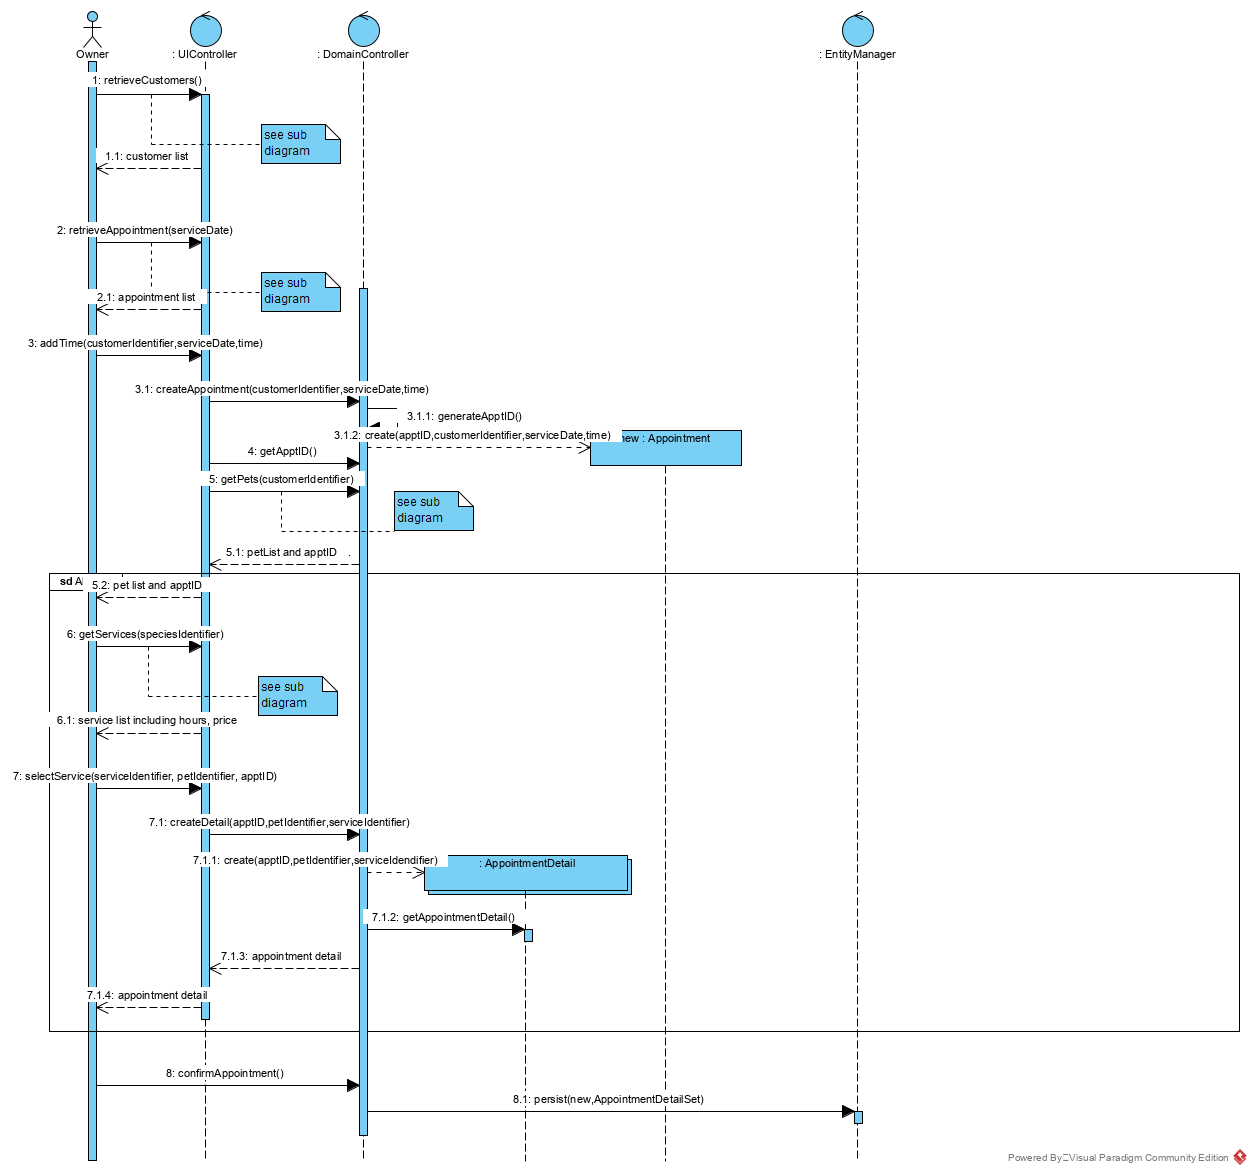 Owner
: UIController
: DomainController
: EntityManager
1: retrieveCustomers()
see sub
diagram
1.1: customer list
2: retrieveAppointment(serviceDate)
see sub
diagram
2.1: appointment list
3: addTime(customerIdentifier,serviceDate,time)
3.1: createAppointment(customerIdentifier,serviceDate,time)
3.1.1: generateApptID()
3.1.2: create(apptID,customerIdentifier,serviceDate,time)
new : Appointment
4: getApptID()
5: getPets(customerIdentifier)
see sub
diagram
5.1: petList and apptID .
sd
5.2: pet list and apptID
6: getServices(speciesIdentifier)
see sub
diagram
6.1: service list including hours, price
7: selectService(serviceIdentifier, petIdentifier, apptID)
7.1: createDetail(apptID,petIdentifier,serviceIdentifier)
7.1.1: create(apptID,petIdentifier,serviceIdendifier)
: AppointmentDetail
7.1.2: getAppointmentDetail()
7.1.3: appointment detail
7.1.4: appointment detail
8: confirmAppointment()
8.1: persist(new,AppointmentDetailSet)
Powered By Visual Paradigm Community Edition